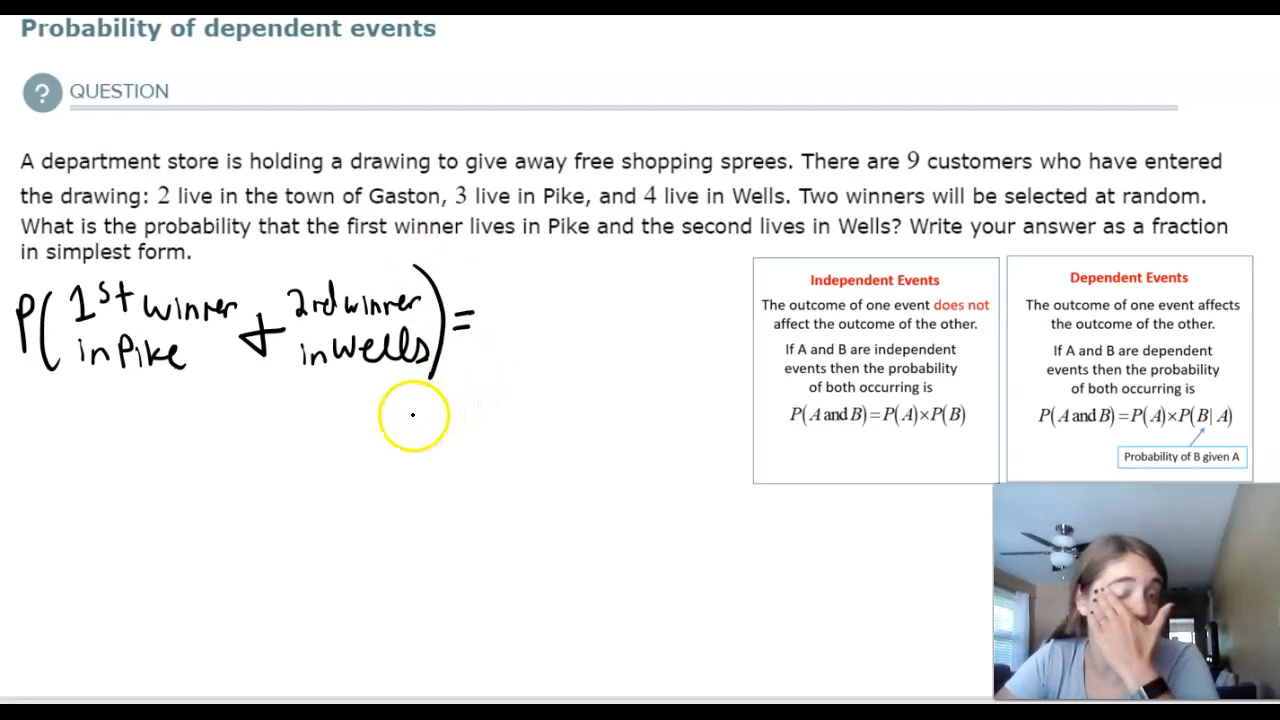 Probability of dependent events
? QUESTION
A department store is holding a drawing to give away free shopping sprees. There are 9 customers who have entered
the drawing: 2 live in the town of Gaston, 3 live in Pike, and 4 live in Wells. Two winners will be selected at random.
What is the probability that the first winner lives in Pike and the second lives in Wells? Write your answer as a fraction
in simplest form.
P(1st winner in Pike + 2rd winner in Wells) =
Independent Events
The outcome of one event does not
affect the outcome of the other.
If A and B are independent
events then the probability
of both occurring is
P(A and B)=P(A)×P(B)
Dependent Events
The outcome of one event affects
the outcome of the other.
If A and B are dependent
events then the probability
of both occurring is
P(A and B)=P(A)×P(B|A)
Probability of B given A